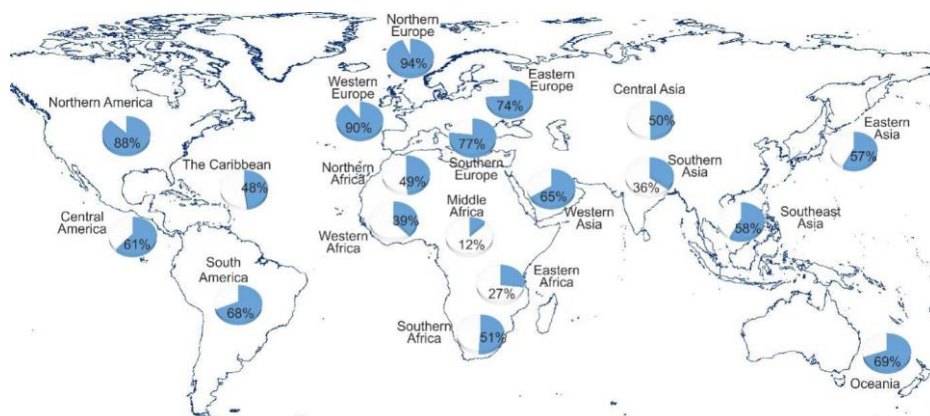 Northern
Europe
94%
Western
Europe
90%
Eastern
Europe
74%
Central Asia
50%
Northern America
88%
Eastern
Asia
57%
77%
Southern
Europe
The Caribbean
48%
Northern
Africa
49%
Southern
Asia
36%
65%
Western
Asia
Middle
Africa
12%
39%
Western
Africa
Central
America
61%
58%
Southeast
Asia
South
America
68%
Eastern
Africa
27%
Southern
Africa
51%
69%
Oceania